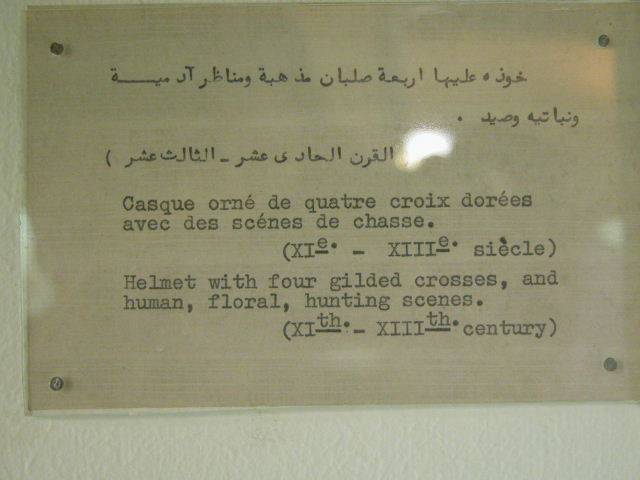 خوذه عليها اربعة صلبان مذهبة ومناظر آدميـــة
ونباتيه وصيد .
القرن الحادى عشر ـ الثالث عشر )
Casque orné de quatre croix dorées
avec des scénes de chasse.
(XIe. - XIIIe. siècle)
Helmet with four gilded crosses, and
human, floral, hunting scenes.
(XIth.- XIIIth.century)